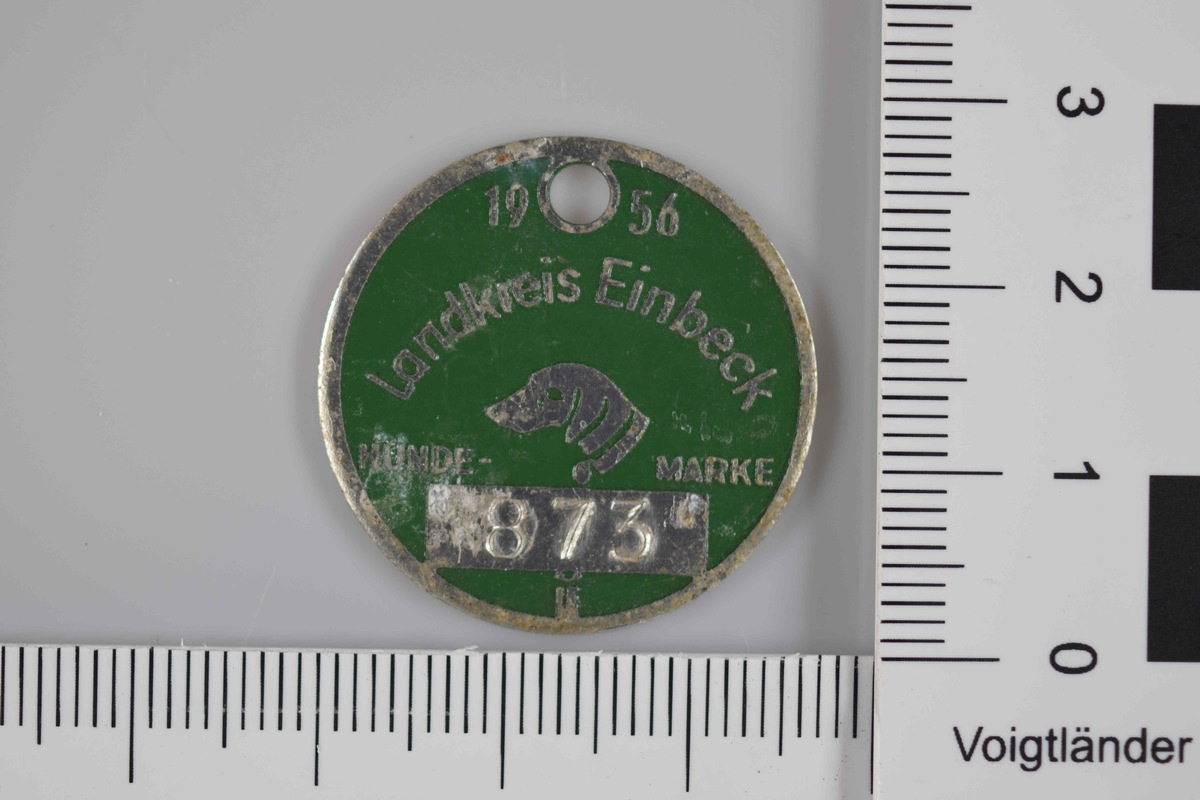 19 56
Landkreis Einbeck
HUNDE-
MARKE
873
3
2
1
0
Voigtländer